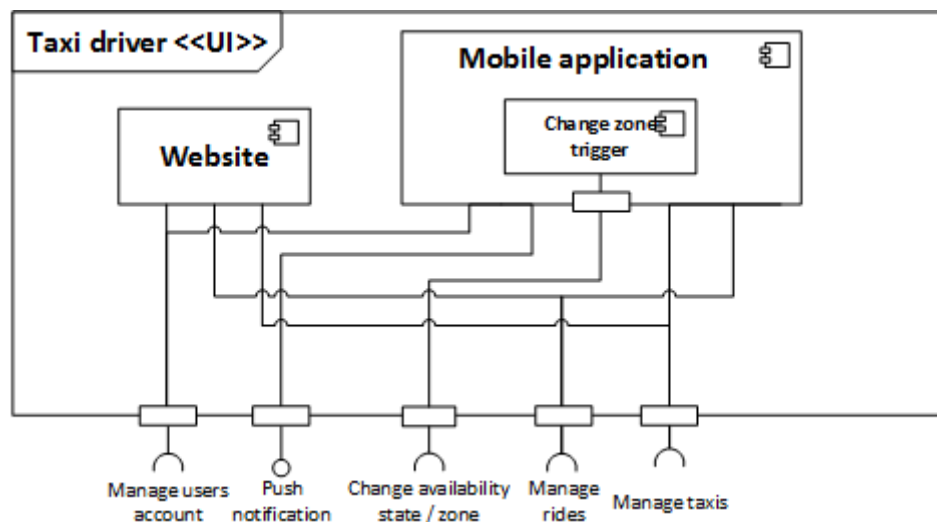 Taxi driver <<UI>>
Mobile application
Change zone
trigger
Website
Manage users
account
Push
notification
Change availability
state / zone
Manage
rides
Manage taxis